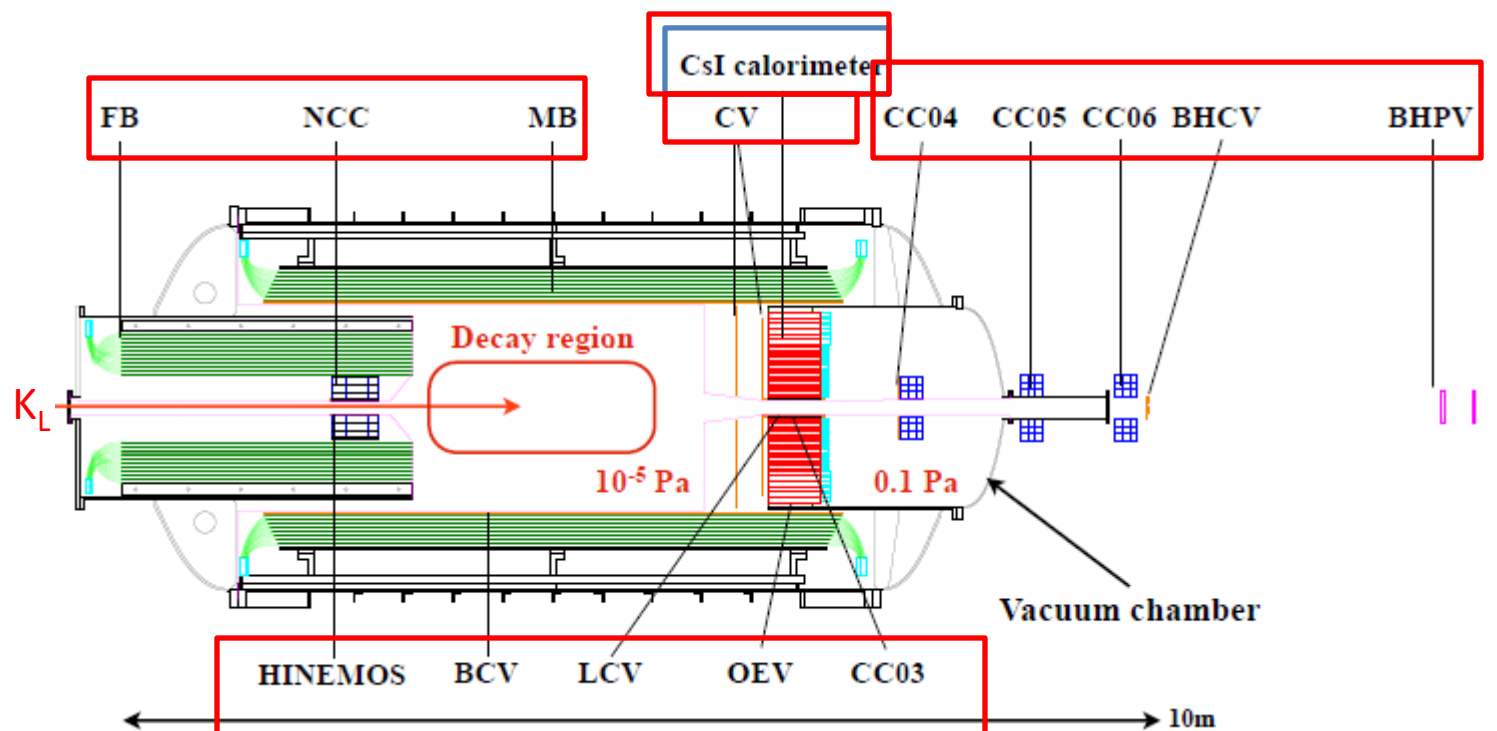 CsI calorimeter
FB NCC MB CV CC04 CC05 CC06 BHCV BHPV
Decay region
K_L
10^-5 Pa 0.1 Pa
Vacuum chamber
HINEMOS BCV LCV OEV CC03
10m